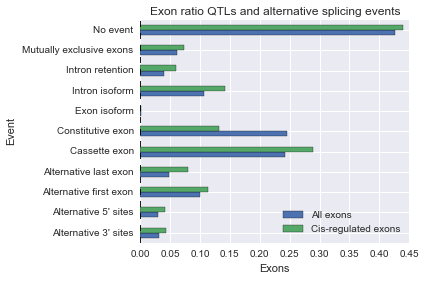 Exon ratio QTLs and alternative splicing events
No event
Mutually exclusive exons
Intron retention
Intron isoform
Exon isoform
Constitutive exon
Cassette exon
Alternative last exon
Alternative first exon
Alternative 5' sites
Alternative 3' sites
Event
All exons
Cis-regulated exons
0.00 0.05 0.10 0.15 0.20 0.25 0.30 0.35 0.40 0.45
Exons